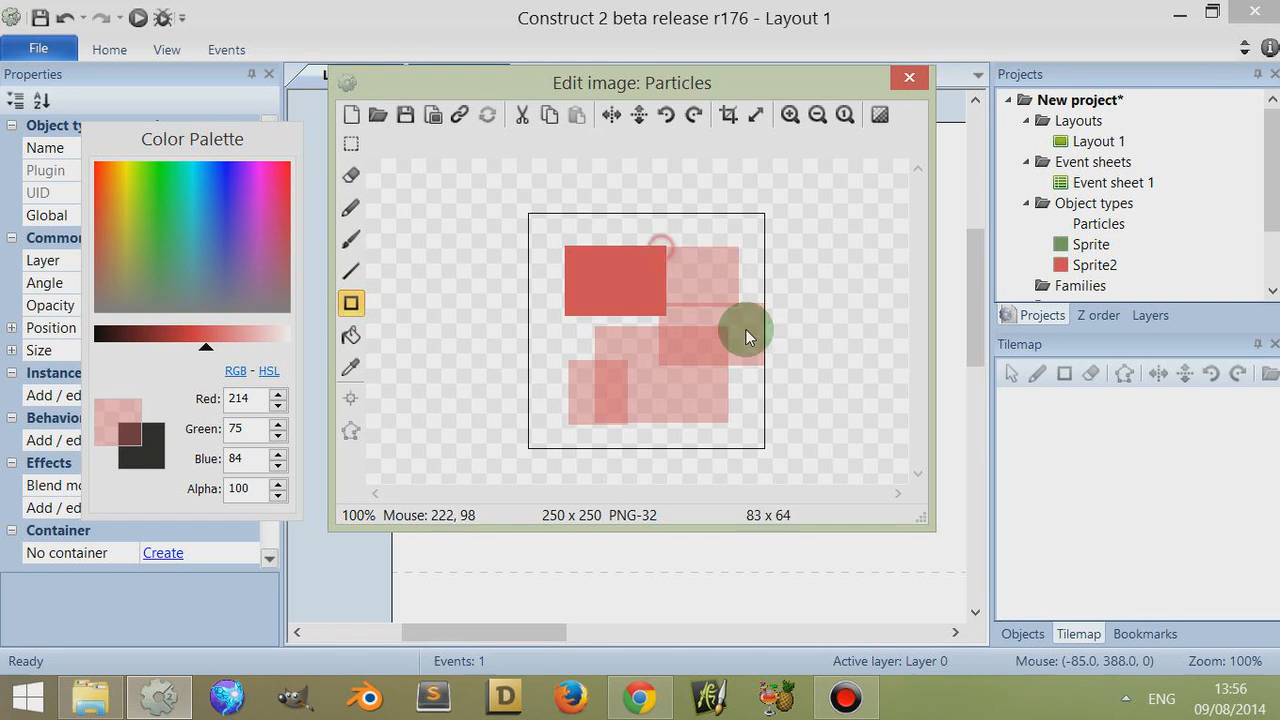 Construct 2 beta release r176 - Layout 1
File
Home
View
Events
Properties
Object ty
Name
Plugin
UID
Global
Commo
Layer
Angle
Opacity
Position
Size
Instanc
Add / ed
Behavio
Add / ed
Effects
Blend mo
Add / ed
Container
No container
Create
Color Palette
RGB - HSL
Red: 214
Green: 75
Blue: 84
Alpha: 100
L
Edit image: Particles
100% Mouse: 222, 98 250 x 250 PNG-32 83 x 64
Projects
New project*
Layouts
Layout 1
Event sheets
Event sheet 1
Object types
Particles
Sprite
Sprite2
Families
Projects Z order Layers
Tilemap
Objects Tilemap Bookmarks
Ready Events: 1 Active layer: Layer 0 Mouse: (-85.0, 388.0, 0) Zoom: 100%
ENG
13:56
09/08/2014